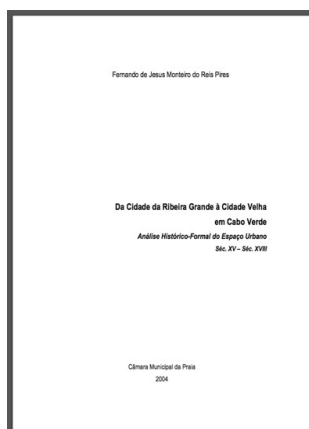 Fernando de Jesus Monteiro do Reis Pires
Da Cidade da Ribeira Grande à Cidade Velha
em Cabo Verde
Análise Histórico-Formal do Espaço Urbano
Séc. XV – Séc. XVIII
Câmara Municipal da Praia
2004